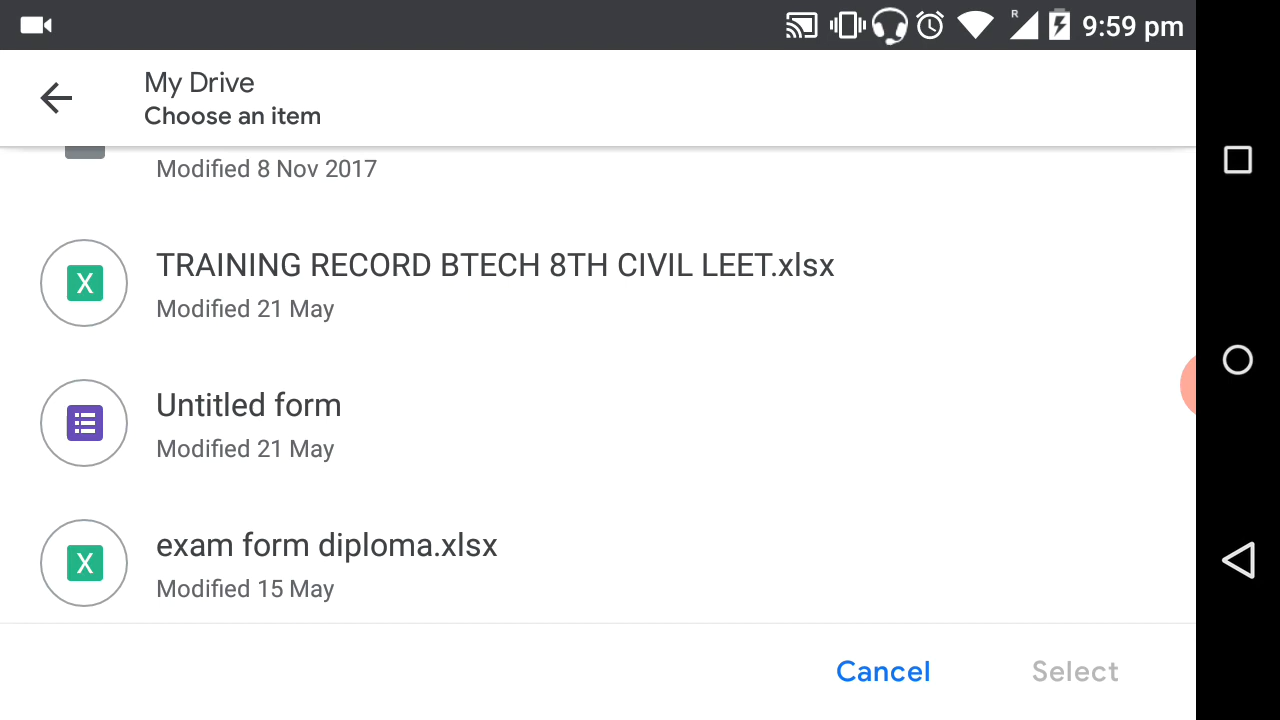 R
9:59 pm
My Drive
Choose an item
Modified 8 Nov 2017
TRAINING RECORD BTECH 8TH CIVIL LEET.xlsx
X
Modified 21 May
Untitled form
Modified 21 May
exam form diploma.xlsx
X
Modified 15 May
Cancel
Select